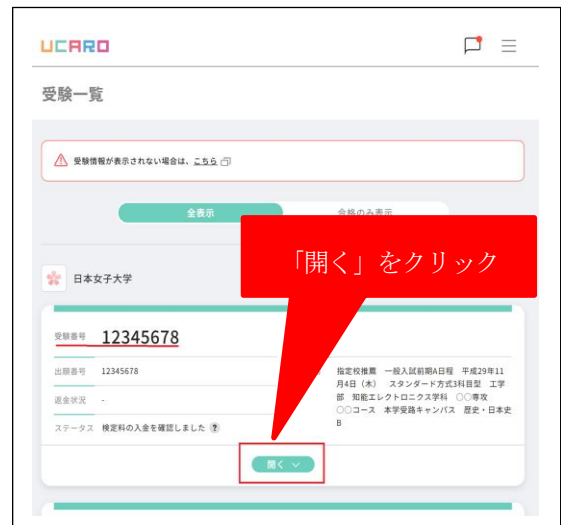 UCARO
受験一覧
受験情報が表示されない場合は、こちら
全表示
合格のみ表示
「開く」をクリック
日本女子大学
受験番号 12345678
出願番号 12345678
返金状況 -
ステータス 検定料の入金を確認しました ?
指定校推薦 一般入試前期A日程 平成29年11
月4日（木） スタンダード方式3科目型 工学
部 知能エレクトロニクス学科 〇〇専攻
〇〇コース 本学受路キャンパス 歴史・日本史
B
開く